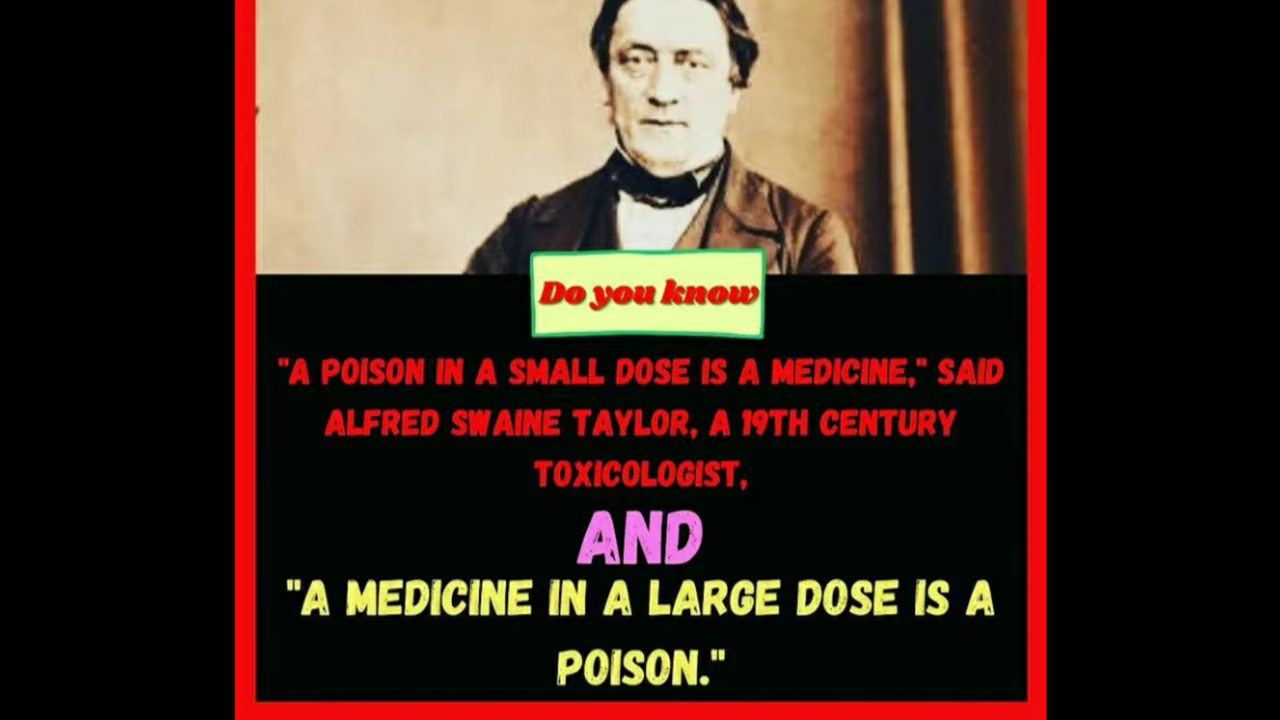 Do you know
"A POISON IN A SMALL DOSE IS A MEDICINE," SAID
ALFRED SWAINE TAYLOR, A 19TH CENTURY
TOXICOLOGIST,
AND
"A MEDICINE IN A LARGE DOSE IS A
POISON."